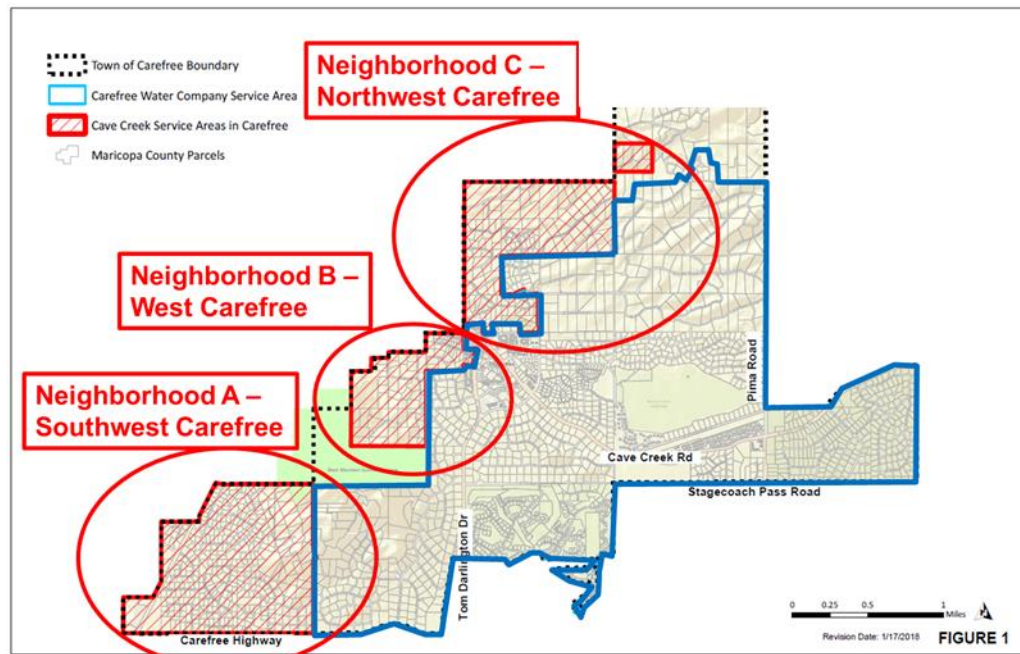 Town of Carefree Boundary
Carefree Water Company Service Area
Cave Creek Service Areas in Carefree
Maricopa County Parcels
Neighborhood C –
Northwest Carefree
Neighborhood B –
West Carefree
Neighborhood A –
Southwest Carefree
Pima Road
Cave Creek Rd
Stagecoach Pass Road
Tom Darlington Dr
Carefree Highway
0 0.25 0.5 1
Miles
Revision Date: 1/17/2018
FIGURE 1